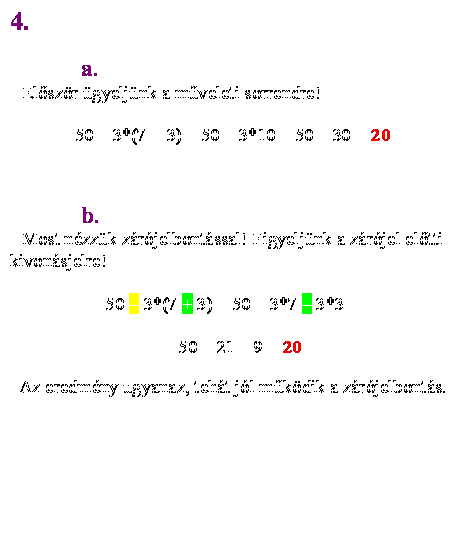 4.
a.
Először ügyeljünk a műveleti sorrendre!
50 - 3*(7 + 3) = 50 - 3*10 = 50 - 30 = 20
b.
Most nézzük zárójelbontással! Figyeljünk a zárójel előtti
kivonásjelre!
50 - 3*(7 + 3) = 50 - 3*7 - 3*3
50 - 21 - 9 = 20
Az eredmény ugyanaz, tehát jól működik a zárójelbontás.